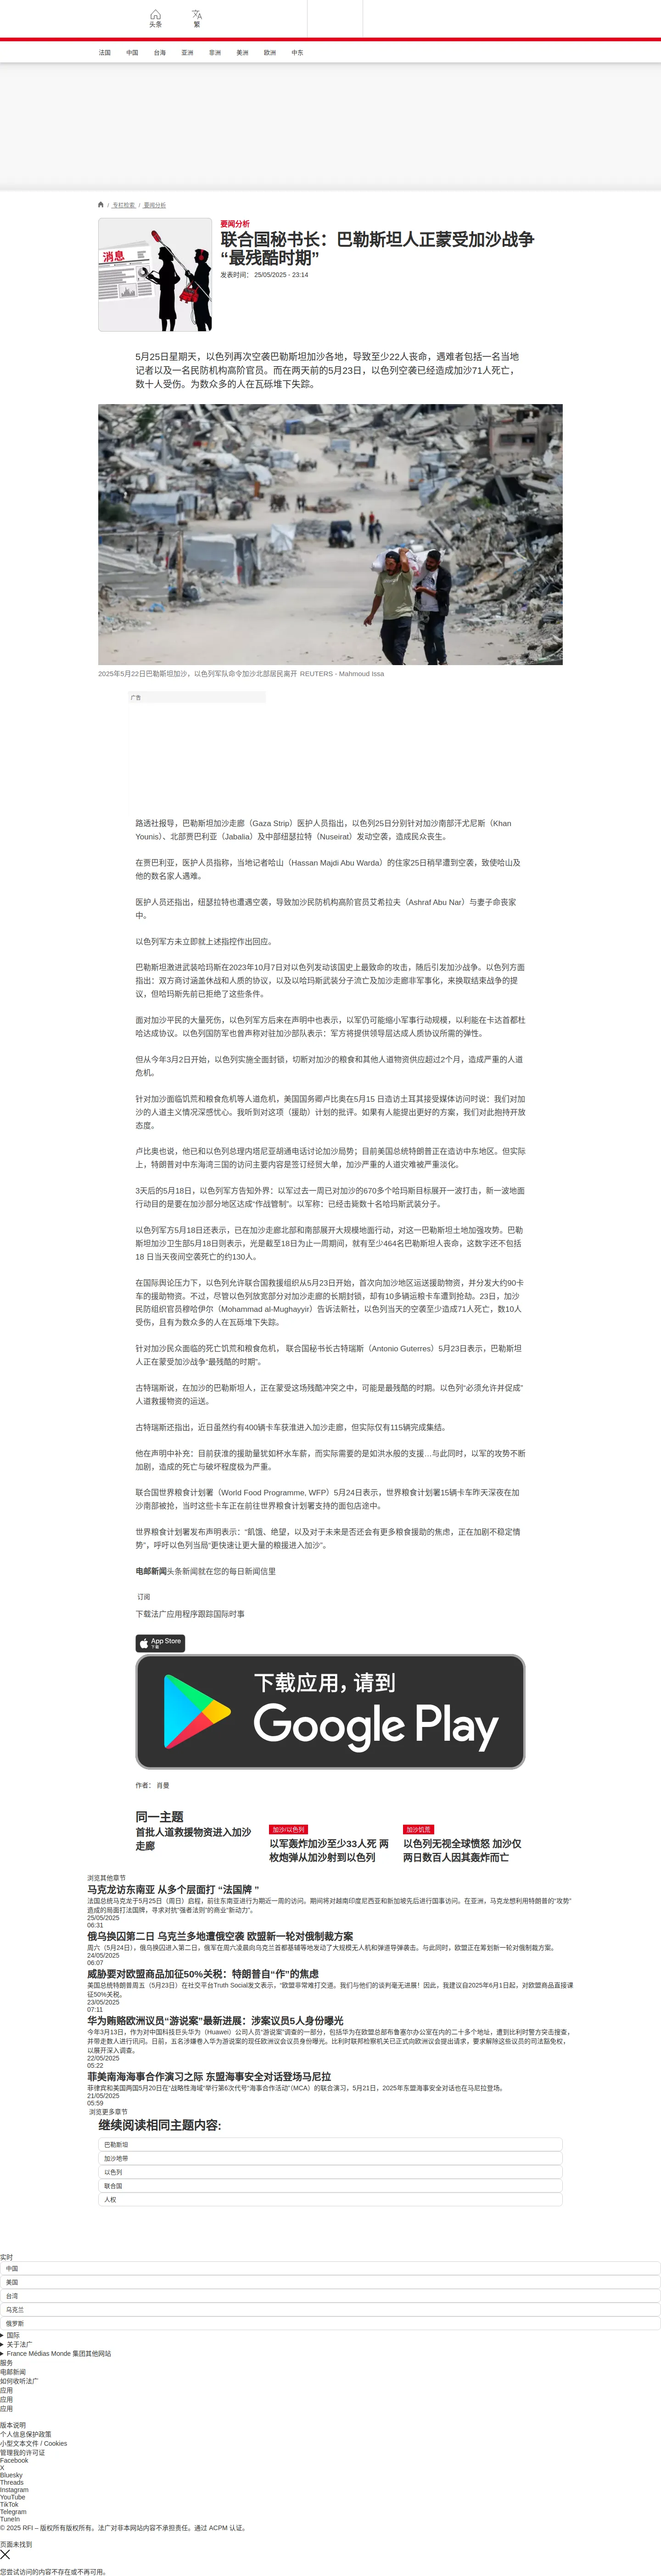 头条
繁
法国
中国
台海
亚洲
非洲
美洲
欧洲
中东
/ 专栏检索 / 要闻分析
消息
要闻分析
联合国秘书长：巴勒斯坦人正蒙受加沙战争
“最残酷时期”
发表时间： 25/05/2025 - 23:14
5月25日星期天，以色列再次空袭巴勒斯坦加沙各地，导致至少22人丧命，遇难者包括一名当地
记者以及一名民防机构高阶官员。而在两天前的5月23日，以色列空袭已经造成加沙71人死亡，
数十人受伤。为数众多的人在瓦砾堆下失踪。
2025年5月22日巴勒斯坦加沙，以色列军队命令加沙北部居民离开 REUTERS - Mahmoud Issa
广告
路透社报导，巴勒斯坦加沙走廊（Gaza Strip）医护人员指出，以色列25日分别针对加沙南部汗尤尼斯（Khan
Younis）、北部贾巴利亚（Jabalia）及中部纽瑟拉特（Nuseirat）发动空袭，造成民众丧生。
在贾巴利亚，医护人员指称，当地记者哈山（Hassan Majdi Abu Warda）的住家25日稍早遭到空袭，致使哈山及
他的数名家人遇难。
医护人员还指出，纽瑟拉特也遭遇空袭，导致加沙民防机构高阶官员艾希拉夫（Ashraf Abu Nar）与妻子命丧家
中。
以色列军方未立即就上述指控作出回应。
巴勒斯坦激进武装哈玛斯在2023年10月7日对以色列发动该国史上最致命的攻击，随后引发加沙战争。以色列方面
指出：双方商讨涵盖休战和人质的协议，以及以哈玛斯武装分子流亡及加沙走廊非军事化，来换取结束战争的提
议，但哈玛斯先前已拒绝了这些条件。
面对加沙平民的大量死伤，以色列军方后来在声明中也表示，以军仍可能缩小军事行动规模，以利能在卡达首都杜
哈达成协议。以色列国防军也曾声称对驻加沙部队表示：军方将提供领导层达成人质协议所需的弹性。
但从今年3月2日开始，以色列实施全面封锁，切断对加沙的粮食和其他人道物资供应超过2个月，造成严重的人道
危机。
针对加沙面临饥荒和粮食危机等人道危机，美国国务卿卢比奥在5月15 日造访土耳其接受媒体访问时说：我们对加
沙的人道主义情况深感忧心。我听到对这项（援助）计划的批评。如果有人能提出更好的方案，我们对此抱持开放
态度。
卢比奥也说，他已和以色列总理内塔尼亚胡通电话讨论加沙局势；目前美国总统特朗普正在造访中东地区。但实际
上，特朗普对中东海湾三国的访问主要内容是签订经贸大单，加沙严重的人道灾难被严重淡化。
3天后的5月18日，以色列军方告知外界：以军过去一周已对加沙的670多个哈玛斯目标展开一波打击，新一波地面
行动目的是要在加沙部分地区达成“作战管制”。以军称：已经击毙数十名哈玛斯武装分子。
以色列军方5月18日还表示，已在加沙走廊北部和南部展开大规模地面行动，对这一巴勒斯坦土地加强攻势。巴勒
斯坦加沙卫生部5月18日则表示，光是截至18日为止一周期间，就有至少464名巴勒斯坦人丧命，这数字还不包括
18 日当天夜间空袭死亡的约130人。
在国际舆论压力下，以色列允许联合国救援组织从5月23日开始，首次向加沙地区运送援助物资，并分发大约90卡
车的援助物资。不过，尽管以色列放宽部分对加沙走廊的长期封锁，却有10多辆运粮卡车遭到抢劫。23日，加沙
民防组织官员穆哈伊尔（Mohammad al-Mughayyir）告诉法新社，以色列当天的空袭至少造成71人死亡，数10人
受伤，且有为数众多的人在瓦砾堆下失踪。
针对加沙民众面临的死亡饥荒和粮食危机， 联合国秘书长古特瑞斯（Antonio Guterres）5月23日表示，巴勒斯坦
人正在蒙受加沙战争“最残酷的时期”。
古特瑞斯说，在加沙的巴勒斯坦人，正在蒙受这场残酷冲突之中，可能是最残酷的时期。以色列“必须允许并促成”
人道救援物资的运送。
古特瑞斯还指出，近日虽然约有400辆卡车获淮进入加沙走廊，但实际仅有115辆完成集结。
他在声明中补充：目前获淮的援助量犹如杯水车薪，而实际需要的是如洪水般的支援…与此同时，以军的攻势不断
加剧，造成的死亡与破坏程度极为严重。
联合国世界粮食计划署（World Food Programme, WFP）5月24日表示，世界粮食计划署15辆卡车昨天深夜在加
沙南部被抢，当时这些卡车正在前往世界粮食计划署支持的面包店途中。
世界粮食计划署发布声明表示：“飢饿、绝望，以及对于未来是否还会有更多粮食援助的焦虑，正在加剧不稳定情
势”，呼吁以色列当局“更快速让更大量的粮援进入加沙”。
电邮新闻头条新闻就在您的每日新闻信里
订阅
下载法广应用程序跟踪国际时事
App Store
下载
下载应用，请到
Google Play
作者： 肖曼
同一主题
首批人道救援物资进入加沙
走廊
加沙/以色列
以军轰炸加沙至少33人死 两
枚炮弹从加沙射到以色列
加沙饥荒
以色列无视全球愤怒 加沙仅
两日数百人因其轰炸而亡
浏览其他章节
马克龙访东南亚 从多个层面打 “法国牌 ”
法国总统马克龙于5月25日（周日）启程，前往东南亚进行为期近一周的访问。期间将对越南印度尼西亚和新加坡先后进行国事访问。在亚洲，马克龙想利用特朗普的“攻势”
造成的局面打法国牌，寻求对抗“强者法则”的商业“新动力”。
25/05/2025
06:31
俄乌换囚第二日 乌克兰多地遭俄空袭 欧盟新一轮对俄制裁方案
周六（5月24日），俄乌换囚进入第二日，俄军在周六凌晨向乌克兰首都基辅等地发动了大规模无人机和弹道导弹袭击。与此同时，欧盟正在筹划新一轮对俄制裁方案。
24/05/2025
06:07
威胁要对欧盟商品加征50%关税：特朗普自“作”的焦虑
美国总统特朗普周五（5月23日）在社交平台Truth Social发文表示，“欧盟非常难打交道。我们与他们的谈判毫无进展！因此，我建议自2025年6月1日起，对欧盟商品直接课
征50%关税。
23/05/2025
07:11
华为贿赂欧洲议员“游说案”最新进展：涉案议员5人身份曝光
今年3月13日，作为对中国科技巨头华为（Huawei）公司人员“游说案”调查的一部分，包括华为在欧盟总部布鲁塞尔办公室在内的二十多个地址，遭到比利时警方突击搜查，
并带走数人进行讯问。日前，五名涉嫌卷入华为游说案的现任欧洲议会议员身份曝光。比利时联邦检察机关已正式向欧洲议会提出请求，要求解除这些议员的司法豁免权，
以展开深入调查。
22/05/2025
05:22
菲美南海海事合作演习之际 东盟海事安全对话登场马尼拉
菲律宾和美国两国5月20日在“战略性海域”举行第6次代号“海事合作活动”（MCA）的联合演习，5月21日，2025年东盟海事安全对话也在马尼拉登场。
21/05/2025
05:59
浏览更多章节
继续阅读相同主题内容:
巴勒斯坦
加沙地带
以色列
联合国
人权
实时
中国
美国
台湾
乌克兰
俄罗斯
国际
关于法广
France Médias Monde 集团其他网站
服务
电邮新闻
如何收听法广
应用
应用
应用
版本说明
个人信息保护政策
小型文本文件 / Cookies
管理我的许可证
Facebook
X
Bluesky
Threads
Instagram
YouTube
TikTok
Telegram
TuneIn
© 2025 RFI – 版权所有版权所有。法广对非本网站内容不承担责任。通过 ACPM 认证。
页面未找到
您尝试访问的内容不存在或不再可用。